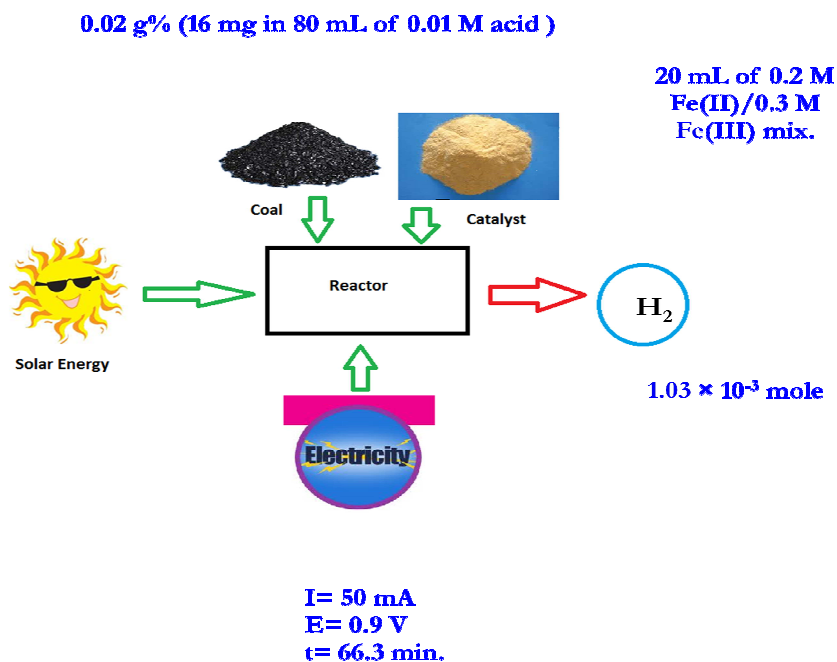 0.02 g% (16 mg in 80 mL of 0.01 M acid )
20 mL of 0.2 M
Fe(II)/0.3 M
Fe(III) mix.
Coal
Catalyst
Reactor
Solar Energy
H₂
1.03 × 10⁻³ mole
Electricity
I= 50 mA
E= 0.9 V
t= 66.3 min.